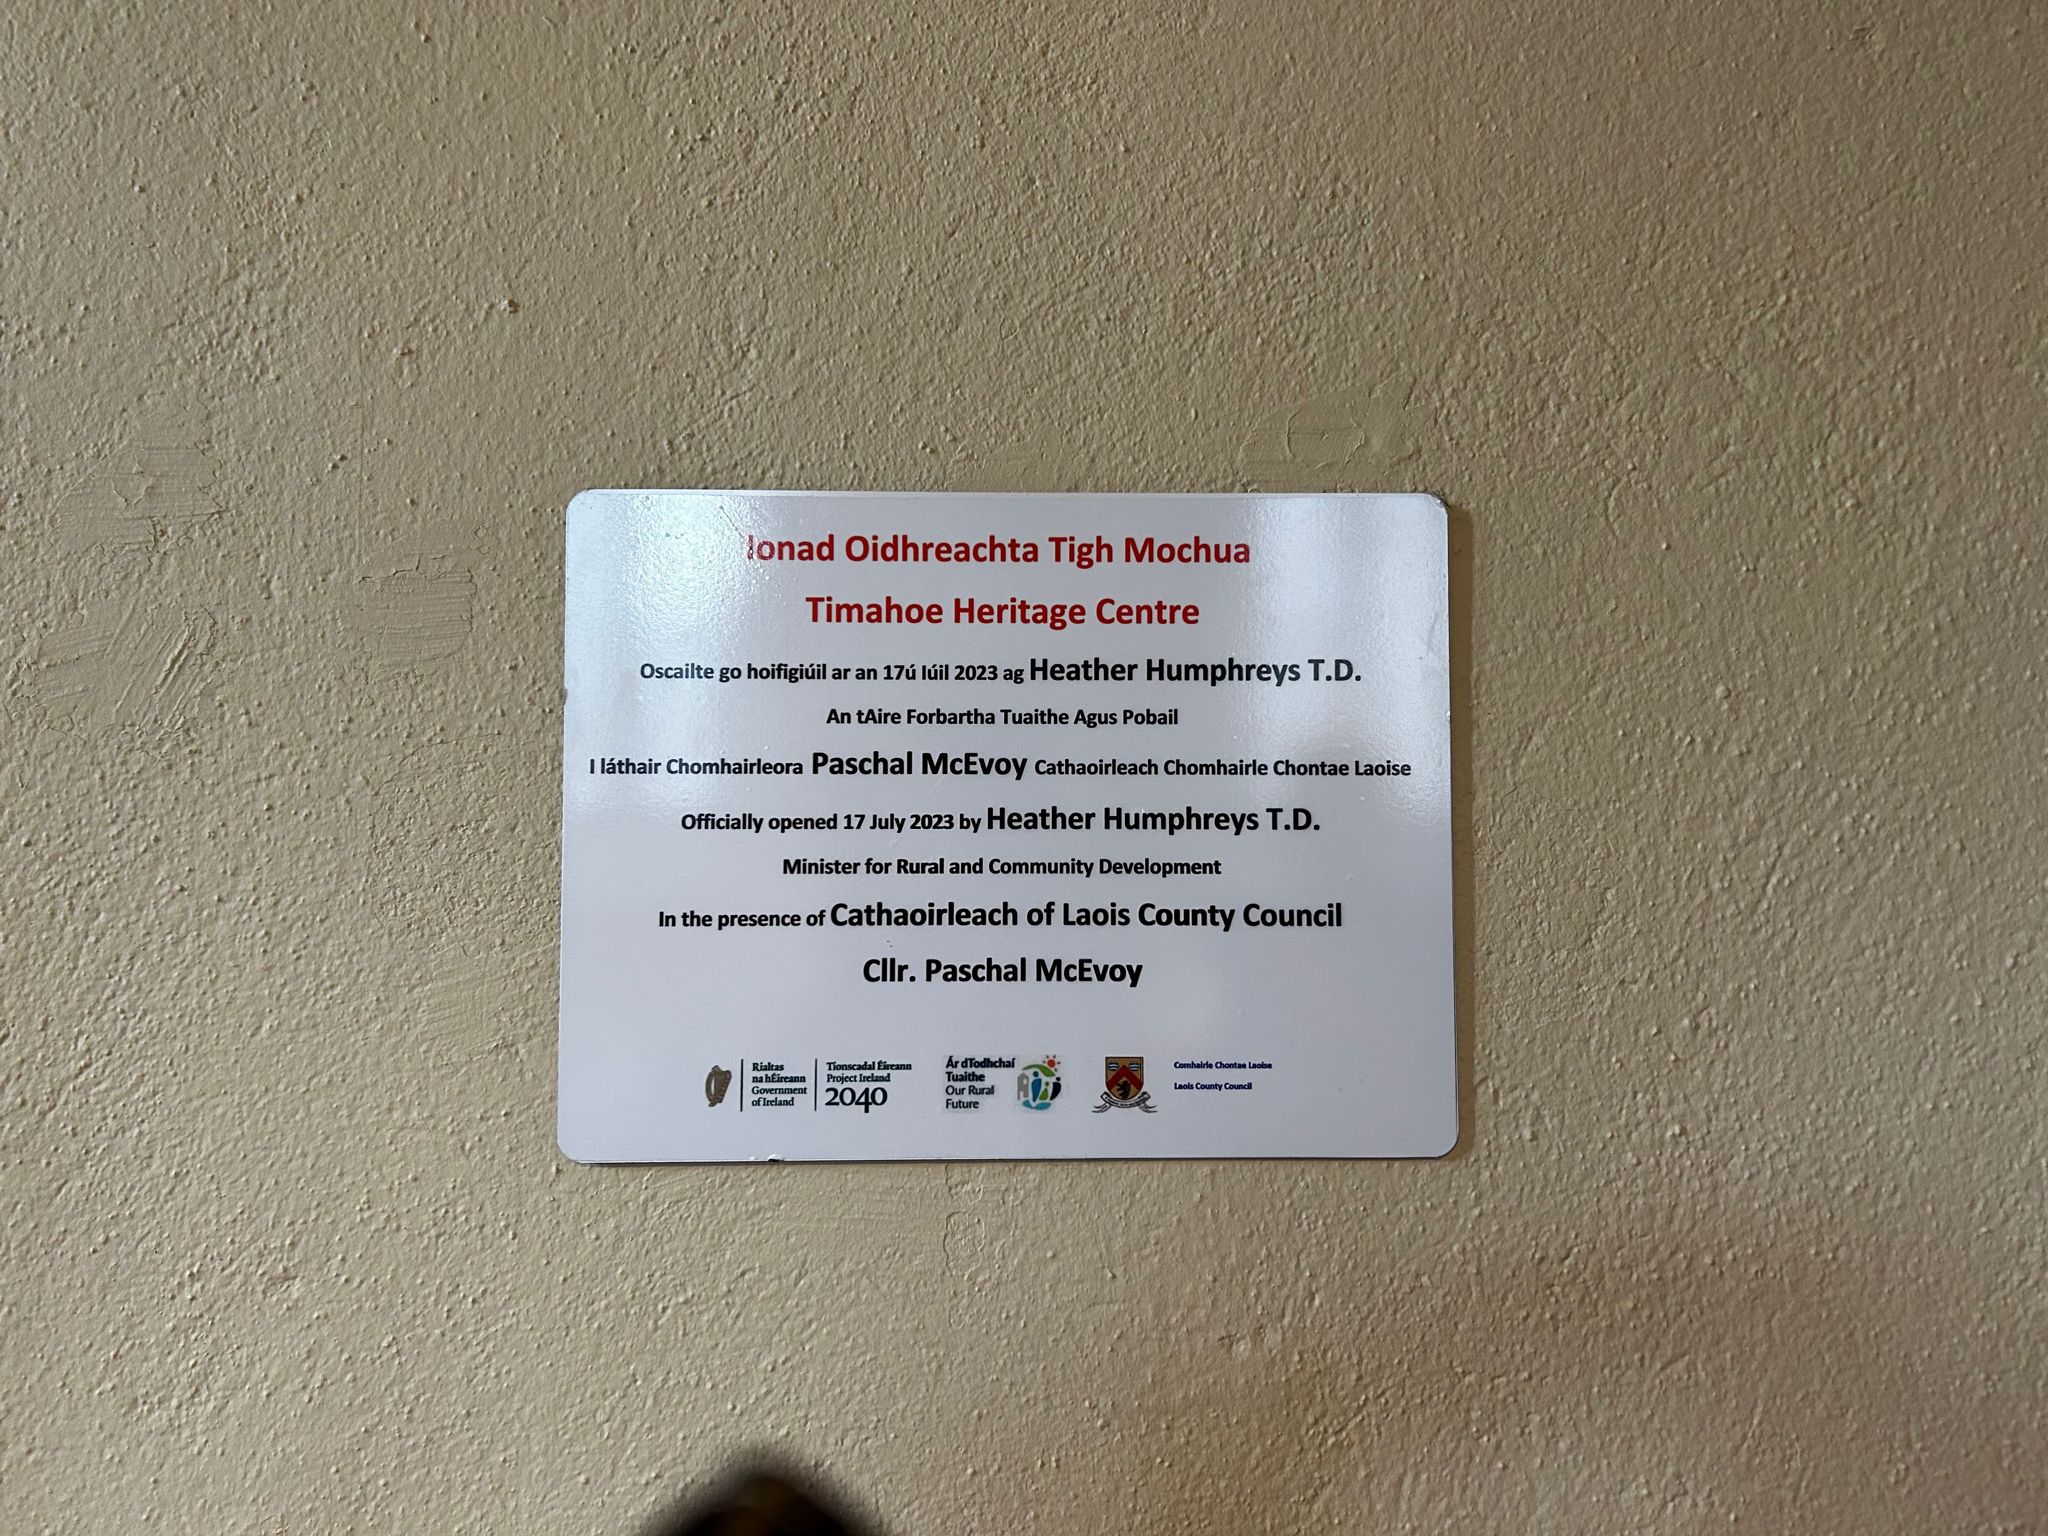 Ionad Oidhreachta Tigh Mochua
Timahoe Heritage Centre
Oscailte go hoifigiúil ar an 17ú Iúil 2023 ag Heather Humphreys T.D.
An tAire Forbartha Tuaithe Agus Pobail
I láthair Chomhairleora Paschal McEvoy Cathaoirleach Chomhairle Chontae Laoise
Officially opened 17 July 2023 by Heather Humphreys T.D.
Minister for Rural and Community Development
In the presence of Cathaoirleach of Laois County Council
Cllr. Paschal McEvoy
Rialtas
na hÉireann
Government
of Ireland
Tionscadal Éireann
Project Ireland
2040
Ár dTodhchaí
Tuaithe
Our Rural
Future
Comhairle Chontae Laoise
Laois County Council